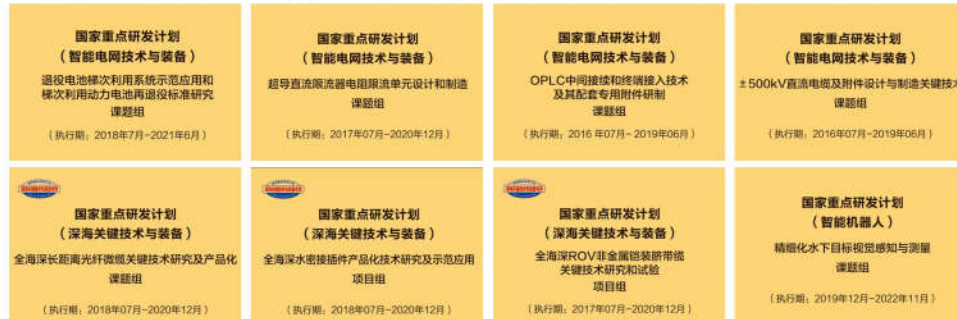 国家重点研发计划
（智能电网技术与装备）
退役电池梯次利用系统示范应用和
梯次利用动力电池再退役标准研究
课题组
（执行期：2018年7月-2021年6月）
国家重点研发计划
（智能电网技术与装备）
超导直流限流器电阻限流单元设计和制造
课题组
（执行期：2017年07月-2020年12月）
国家重点研发计划
（智能电网技术与装备）
OPLC中间接续和终端接入技术
及其配套专用附件研制
课题组
（执行期：2016 年07月- 2019年06月）
国家重点研发计划
（智能电网技术与装备）
±500kV直流电缆及附件设计与制造关键技术
课题组
（执行期：2016年07月-2019年06月）
国家重点研发计划
（深海关键技术与装备）
全海深长距离光纤微缆关键技术研究及产品化
课题组
（执行期：2018年07月-2020年12月）
国家重点研发计划
（深海关键技术与装备）
全海深水密接插件产品化技术研究及示范应用
项目组
（执行期：2018年07月-2020年12月）
国家重点研发计划
（深海关键技术与装备）
全海深ROV非金属铠装脐带缆
关键技术研究和试验
项目组
（执行期：2017年07月-2020年12月）
国家重点研发计划
（智能机器人）
精细化水下目标视觉感知与测量
课题组
（执行期：2019年12月-2022年11月）